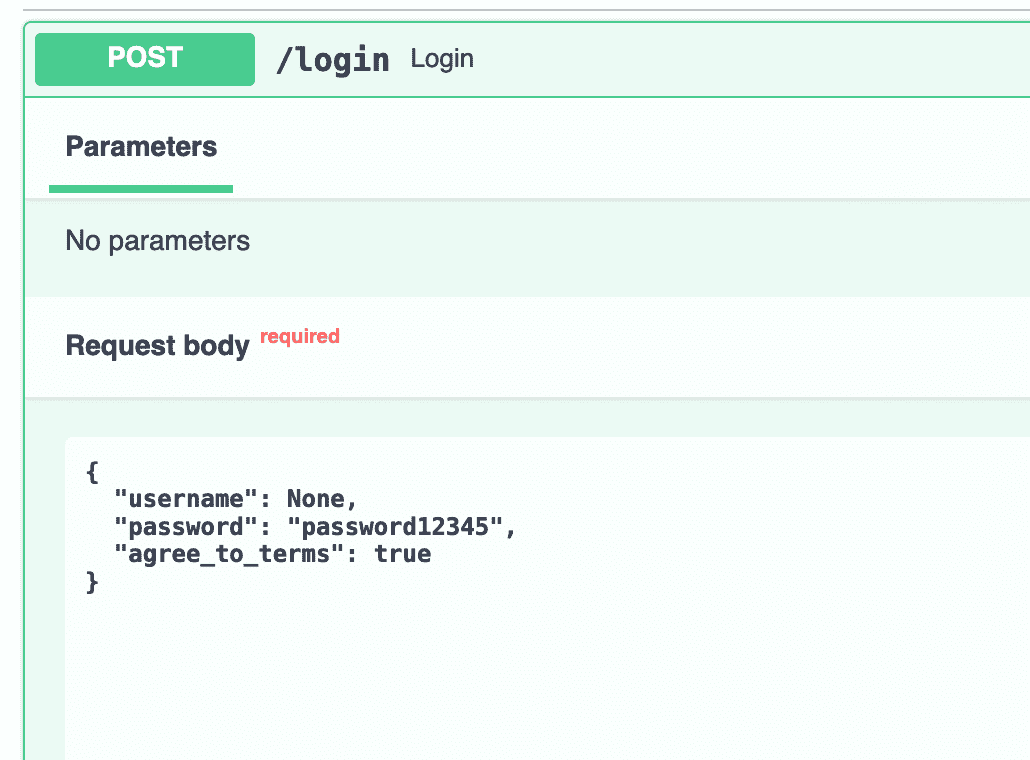 POST /login Login
Parameters
No parameters
Request body required
{
  "username": None,
  "password": "password12345",
  "agree_to_terms": true
}